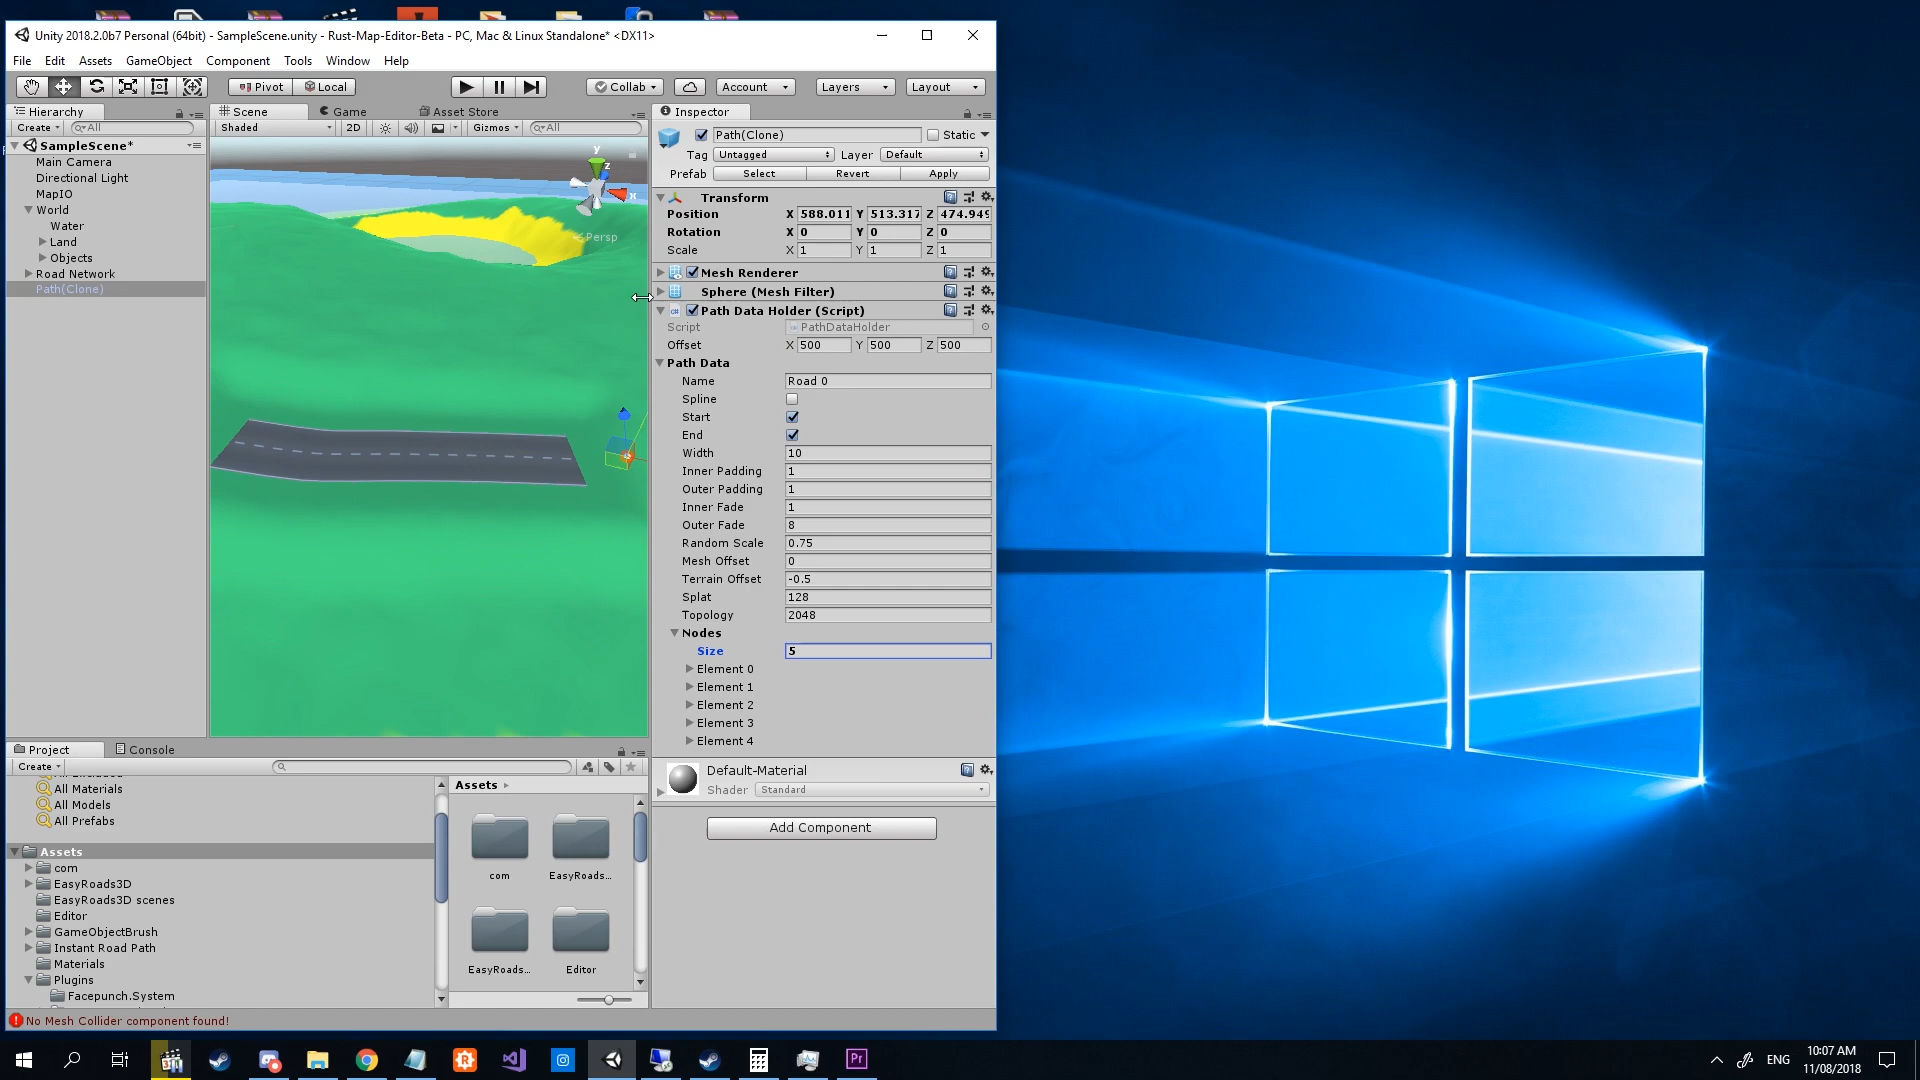 Unity 2018.2.0b7 Personal (64bit) - SampleScene.unity - Rust-Map-Editor-Beta - PC, Mac & Linux Standalone* <DX11>
File Edit Assets GameObject Component Tools Window Help
Pivot Local Collab Account Layers Layout
Hierarchy
Create All
SampleScene*
Main Camera
Directional Light
MapIO
World
Water
Land
Objects
Road Network
Path(Clone)
Scene Game Asset Store
Shaded 2D Gizmos All
y
z
x
Persp
Inspector
Path(Clone) Static
Tag Untagged Layer Default
Prefab Select Revert Apply
Transform
Position X 588.011 Y 513.317 Z 474.949
Rotation X 0 Y 0 Z 0
Scale X 1 Y 1 Z 1
Mesh Renderer
Sphere (Mesh Filter)
Path Data Holder (Script)
Script PathDataHolder
Offset X 500 Y 500 Z 500
Path Data
Name Road 0
Spline
Start
End
Width 10
Inner Padding 1
Outer Padding 1
Inner Fade 1
Outer Fade 8
Random Scale 0.75
Mesh Offset 0
Terrain Offset -0.5
Splat 128
Topology 2048
Nodes
Size 5
Element 0
Element 1
Element 2
Element 3
Element 4
Default-Material
Shader Standard
Add Component
Project Console
Create
All Materials
All Models
All Prefabs
Assets
com
EasyRoads3D
EasyRoads3D scenes
Editor
GameObjectBrush
Instant Road Path
Materials
Plugins
Facepunch.System
Assets
com EasyRoads...
EasyRoads... Editor
No Mesh Collider component found!
Pr
ENG
10:07 AM
11/08/2018